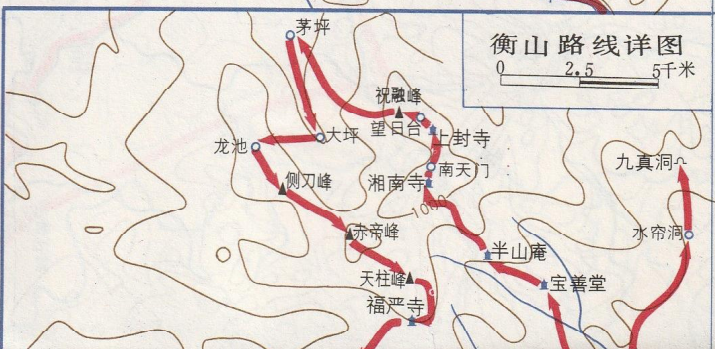 茅坪
衡山路线详图
0 2.5 5千米
祝融峰
望日台
上封寺
大坪
龙池
南天门
九真洞
侧刀峰
湘南寺
1000
赤帝峰
水帘洞
半山庵
天柱峰
宝善堂
福严寺